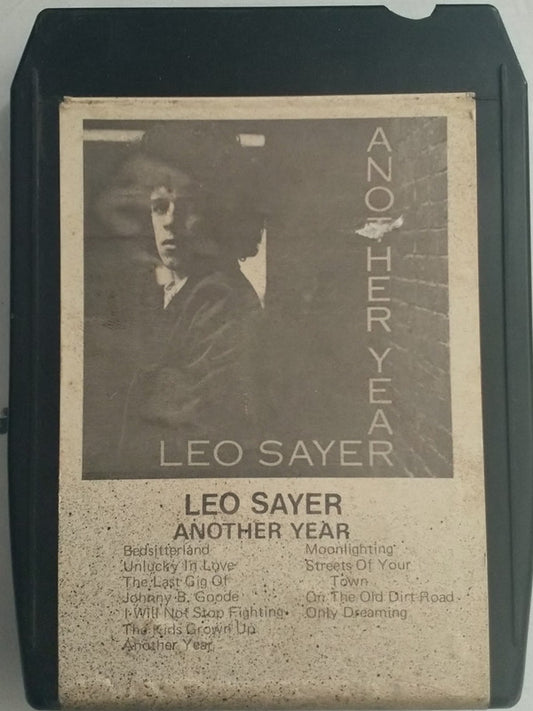 ANOTHER YEAR
LEO SAYER
LEO SAYER
ANOTHER YEAR
Bedsitterland
Unlucky In Love
The Last Gig Of
Johnny B. Goode
I Will Not Stop Fighting
The Kids Grown Up
Another Year
Moonlighting
Streets Of Your
Town
On The Old Dirt Road
Only Dreaming